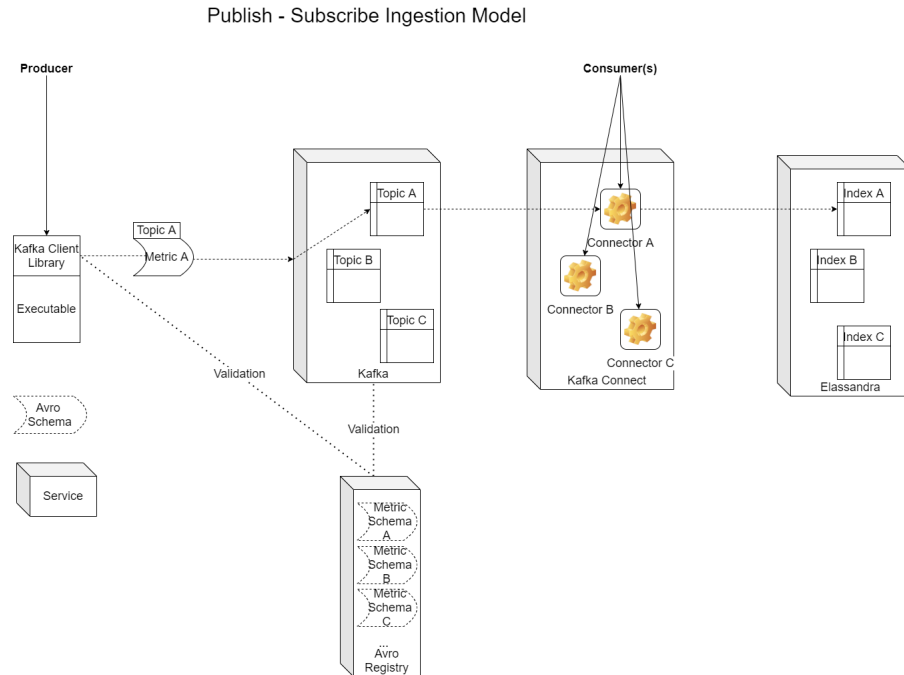 Publish - Subscribe Ingestion Model
Producer
Consumer(s)
Kafka Client
Library
Executable
Topic A
Metric A
Topic A
Topic B
Topic C
Kafka
Connector A
Connector B
Connector C
Kafka Connect
Index A
Index B
Index C
Elassandra
Validation
Validation
Avro
Schema
Service
Metric
Schema
A
Metric
Schema
B
Metric
Schema
C
...
Avro
Registry